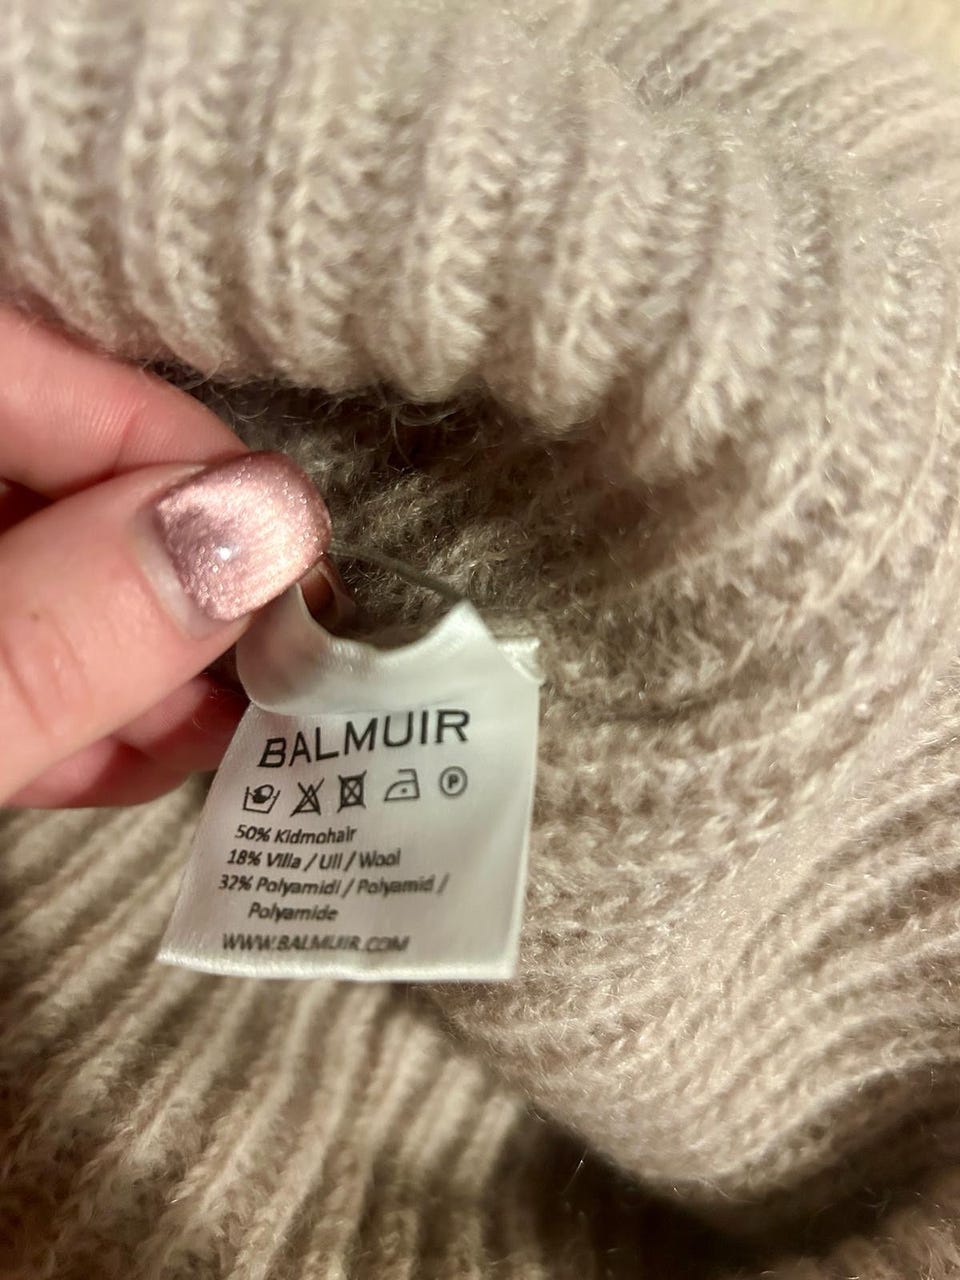 BALMUIR
P
50% Kidmohair
18% Villa / Ull / Wool
32% Polyamidi / Polyamid /
Polyamide
WWW.BALMUIR.COM